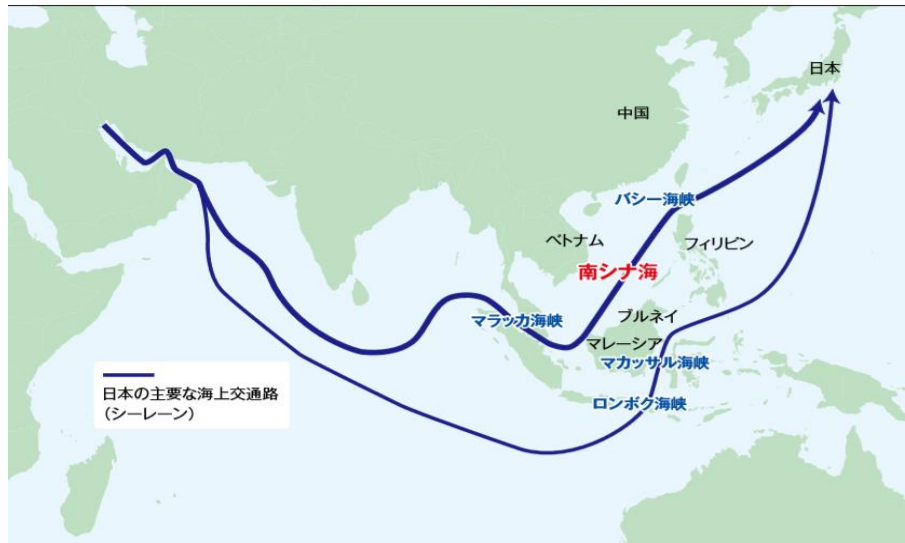 日本
中国
バシー海峡
ベトナム
フィリピン
南シナ海
ブルネイ
マラッカ海峡
マレーシア
マカッサル海峡
ロンボク海峡
日本の主要な海上交通路
(シーレーン)